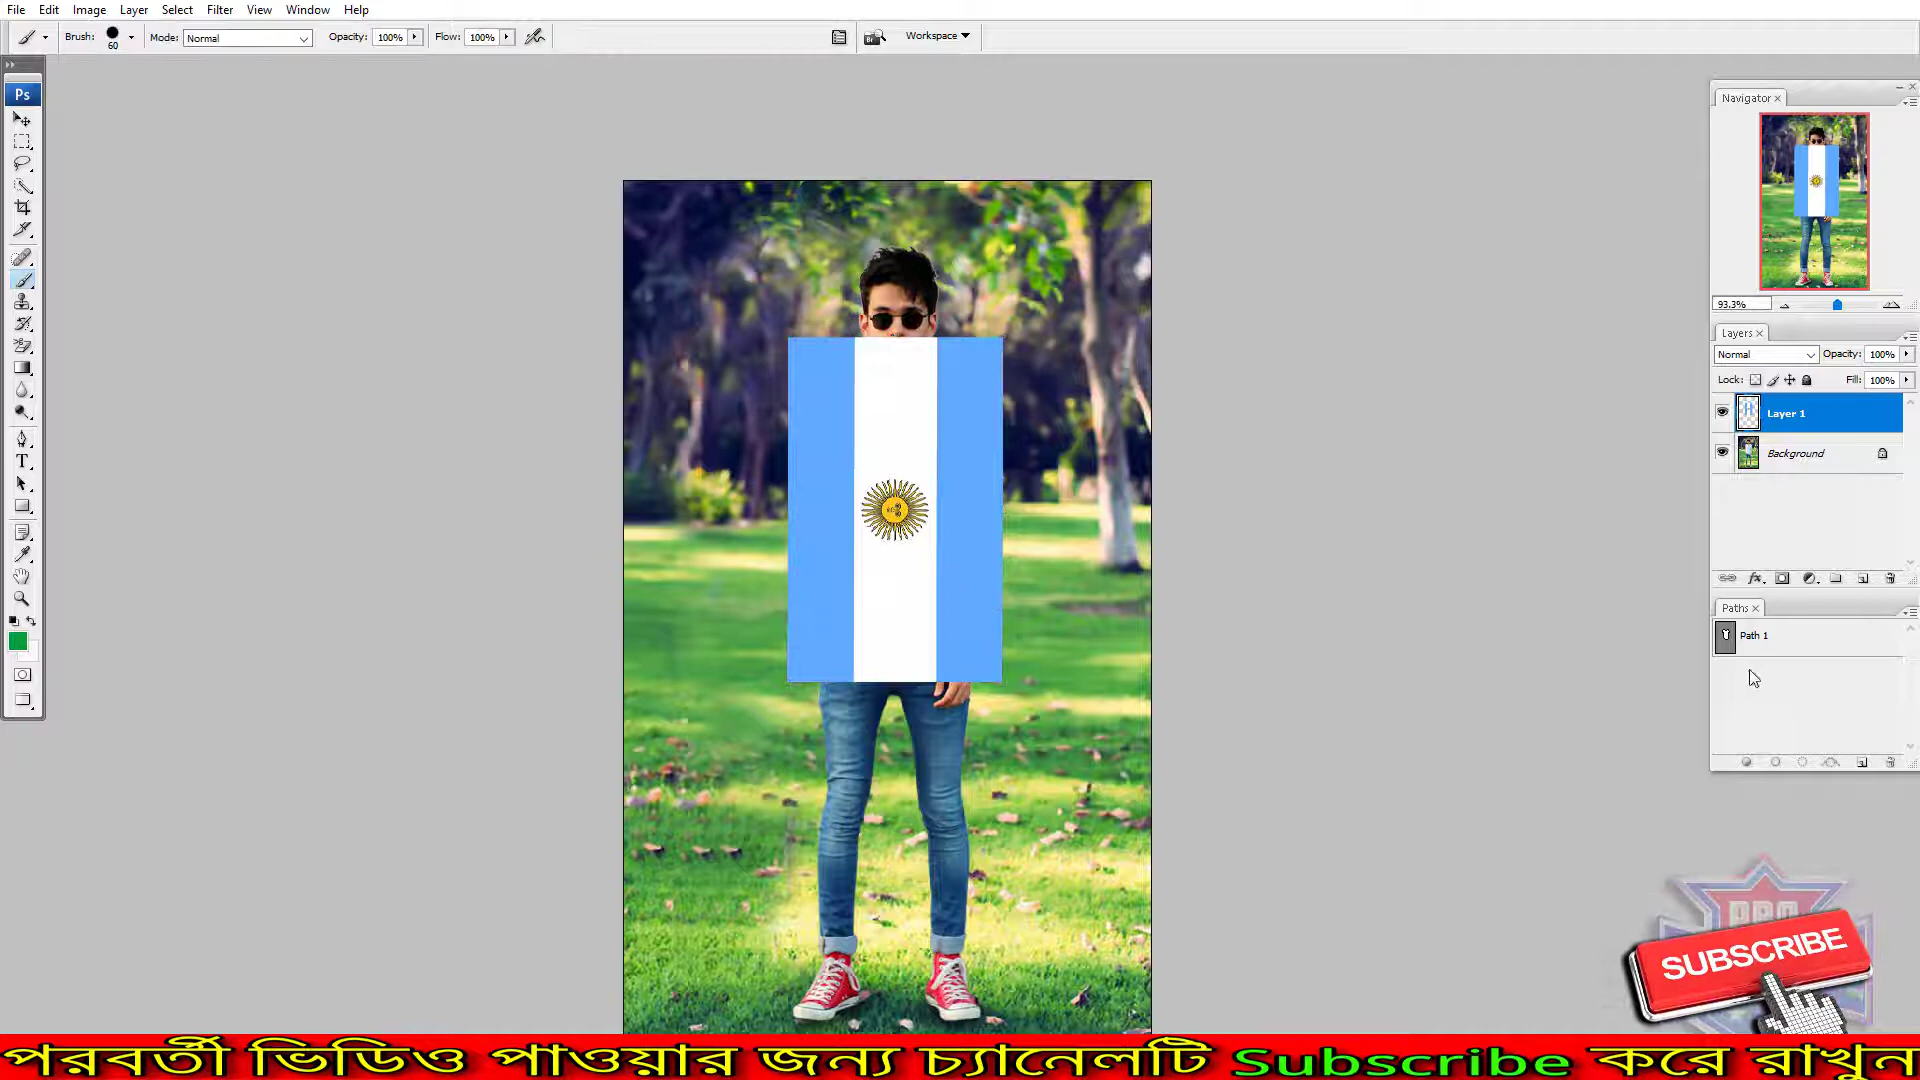 File Edit Image Layer Select Filter View Window Help
Brush: 60 Mode: Normal Opacity: 100% Flow: 100% Br Workspace
Ps
Navigator
93.3%
Layers
Normal Opacity: 100%
Lock: Fill: 100%
Layer 1
Background
Paths
Path 1
PRO
SUBSCRIBE
পরবর্তী ভিডিও পাওয়ার জন্য চ্যানেলটি Subscribe করে রাখুন